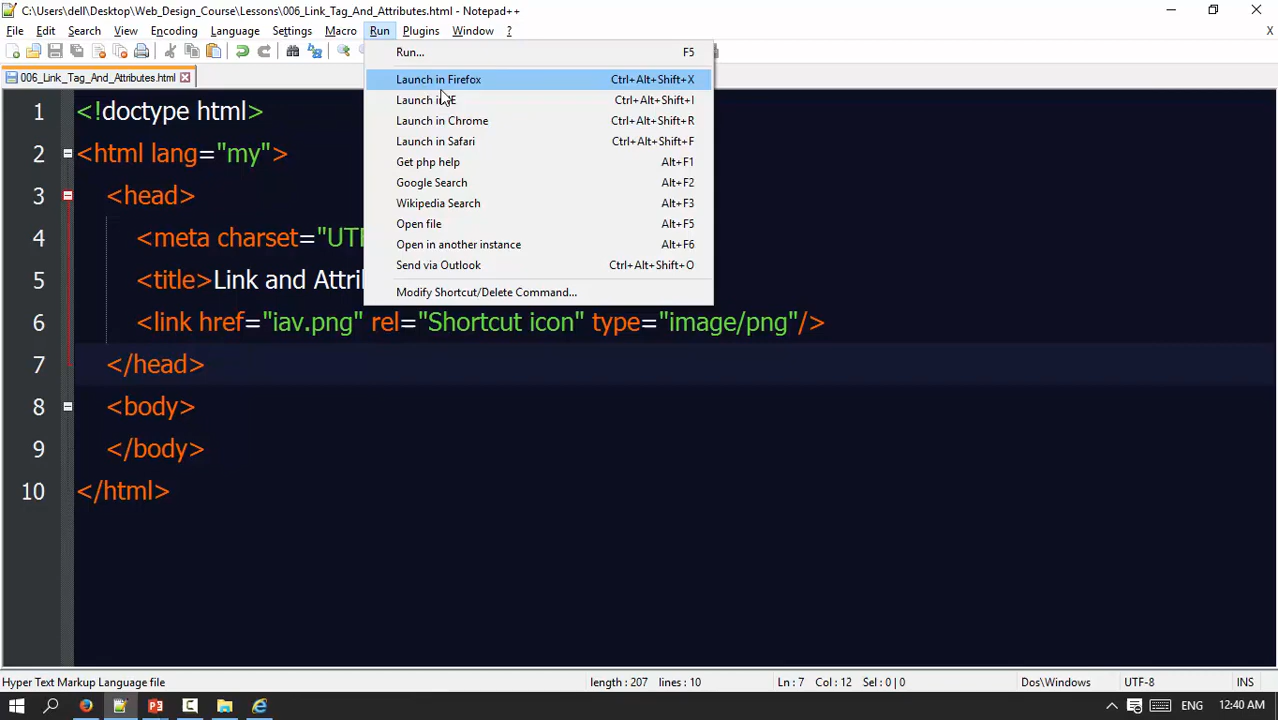 C:\Users\dell\Desktop\Web_Design_Course\Lessons\006_Link_Tag_And_Attributes.html - Notepad++
File Edit Search View Encoding Language Settings Macro Run Plugins Window ? X
Run... F5
006_Link_Tag_And_Attributes.html
Launch in Firefox Ctrl+Alt+Shift+X
Launch in IE Ctrl+Alt+Shift+I
Launch in Chrome Ctrl+Alt+Shift+R
Launch in Safari Ctrl+Alt+Shift+F
Get php help Alt+F1
Google Search Alt+F2
Wikipedia Search Alt+F3
Open file Alt+F5
Open in another instance Alt+F6
Send via Outlook Ctrl+Alt+Shift+O
Modify Shortcut/Delete Command...
1 <!doctype html>
2 <html lang="my">
3 <head>
4 <meta charset="UT
5 <title>Link and Attri
6 <link href="iav.png" rel="Shortcut icon" type="image/png"/>
7 </head>
8 <body>
9 </body>
10 </html>
Hyper Text Markup Language file length : 207 lines : 10 Ln : 7 Col : 12 Sel : 0 | 0 Dos\Windows UTF-8 INS
ENG 12:40 AM